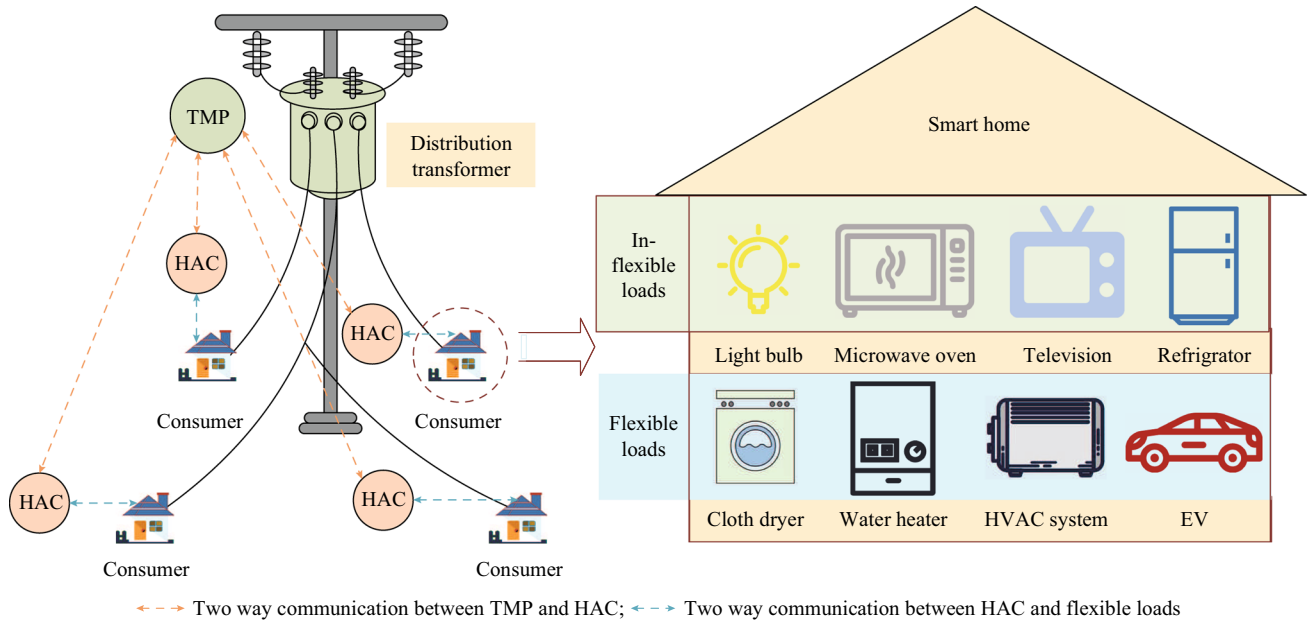 TMP
Distribution
transformer
HAC
HAC
Consumer
Consumer
HAC
HAC
Consumer
Consumer
Smart home
In-
flexible
loads
Light bulb
Microwave oven
Television
Refrigrator
Flexible
loads
Cloth dryer
Water heater
HVAC system
EV
Two way communication between TMP and HAC; Two way communication between HAC and flexible loads